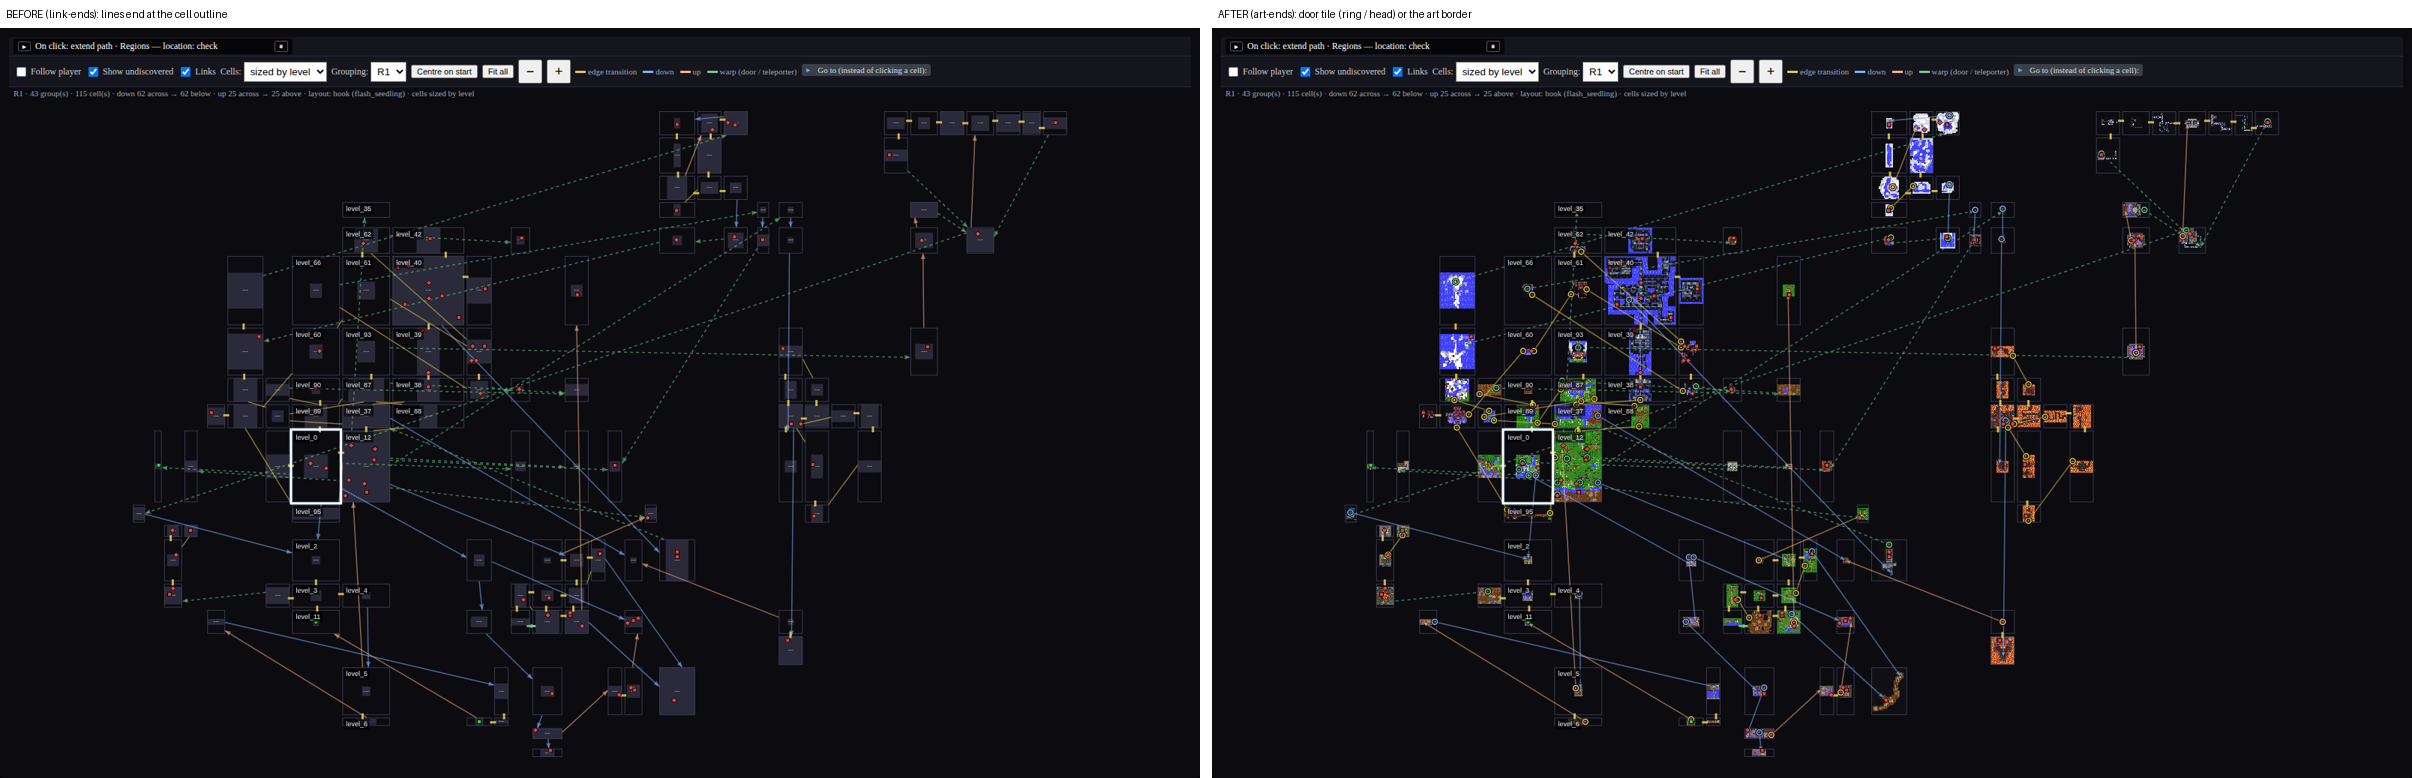 BEFORE (link-ends): lines end at the cell outline
On click: extend path · Regions — location: check
Follow player Show undiscovered Links Cells: sized by level Grouping: R1 Centre on start Fit all − + edge transition down up warp (door / teleporter) ▸ Go to (instead of clicking a cell):
R1 · 43 group(s) · 115 cell(s) · down 62 across → 62 below · up 25 across → 25 above · layout: hook (flash_seedling) · cells sized by level
level_35
level_62 level_42
level_66 level_61 level_40
level_60 level_93 level_39
level_90 level_87 level_38
level_89 level_37 level_88
level_0 level_12
level_95
level_2
level_3 level_4
level_11
level_5
level_6
AFTER (art-ends): door tile (ring / head) or the art border
On click: extend path · Regions — location: check
Follow player Show undiscovered Links Cells: sized by level Grouping: R1 Centre on start Fit all − + edge transition down up warp (door / teleporter) ▸ Go to (instead of clicking a cell):
R1 · 43 group(s) · 115 cell(s) · down 62 across → 62 below · up 25 across → 25 above · layout: hook (flash_seedling) · cells sized by level
level_35
level_62 level_42
level_66 level_61 level_40
level_60 level_93 level_39
level_90 level_87 level_38
level_89 level_37 level_88
level_0 level_12
level_95
level_2
level_3 level_4
level_11
level_5
level_6